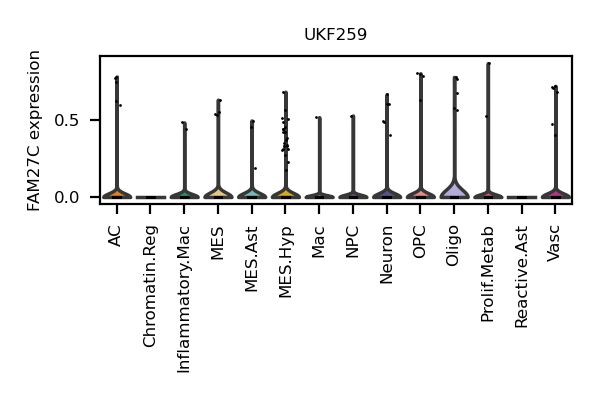 UKF259
FAM27C expression
0.5
0.0
AC
Chromatin.Reg
Inflammatory.Mac
MES
MES.Ast
MES.Hyp
Mac
NPC
Neuron
OPC
Oligo
Prolif.Metab
Reactive.Ast
Vasc